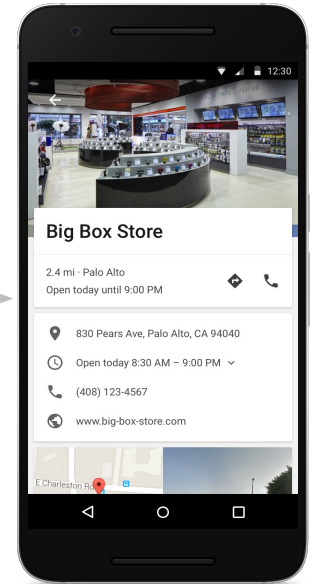 12:30
Big Box Store
2.4 mi · Palo Alto
Open today until 9:00 PM
830 Pears Ave, Palo Alto, CA 94040
Open today 8:30 AM – 9:00 PM
(408) 123-4567
www.big-box-store.com
E Charleston Rd